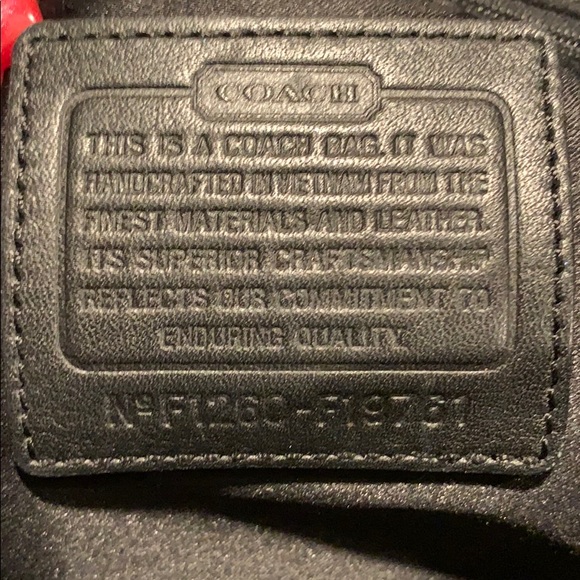 COACH
THIS IS A COACH BAG. IT WAS
HANDCRAFTED IN VIETNAM FROM THE
FINEST MATERIALS AND LEATHER.
ITS SUPERIOR CRAFTSMANSHIP
REFLECTS OUR COMMITMENT TO
ENDURING QUALITY.
Nº F1260-F19761